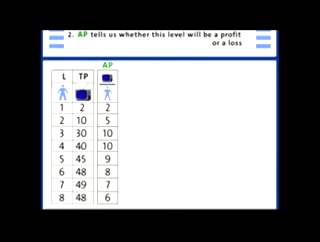 2. AP tells us whether this level will be a profit
or a loss
AP
L TP
1 2 2
2 10 5
3 30 10
4 40 10
5 45 9
6 48 8
7 49 7
8 48 6